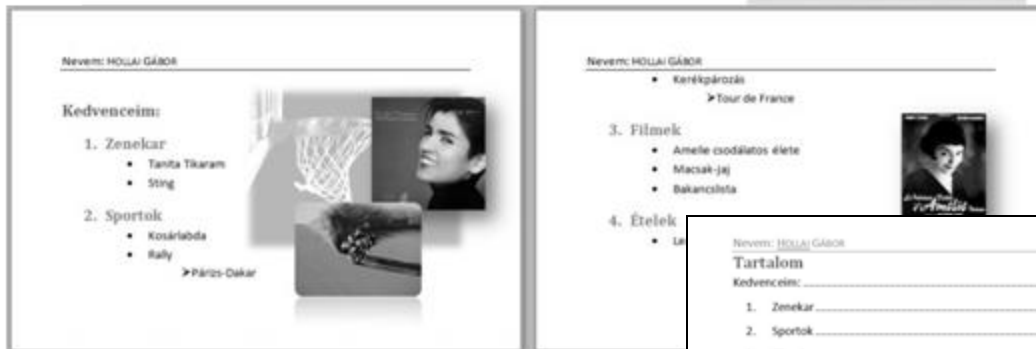 Nevem: HOLLAI GÁBOR
Kedvenceim:
1. Zenekar
• Tanita Tikaram
• Sting
2. Sportok
• Kosárlabda
• Rally
➤Párizs-Dakar
Nevem: HOLLAI GÁBOR
• Kerékpározás
➤Tour de France
3. Filmek
• Amelie csodálatos élete
• Macsak-jaj
• Bakancslista
4. Ételek
• Le
d'Amélie
Nevem: HOLLAI GÁBOR
Tartalom
Kedvenceim:
1. Zenekar
2. Sportok